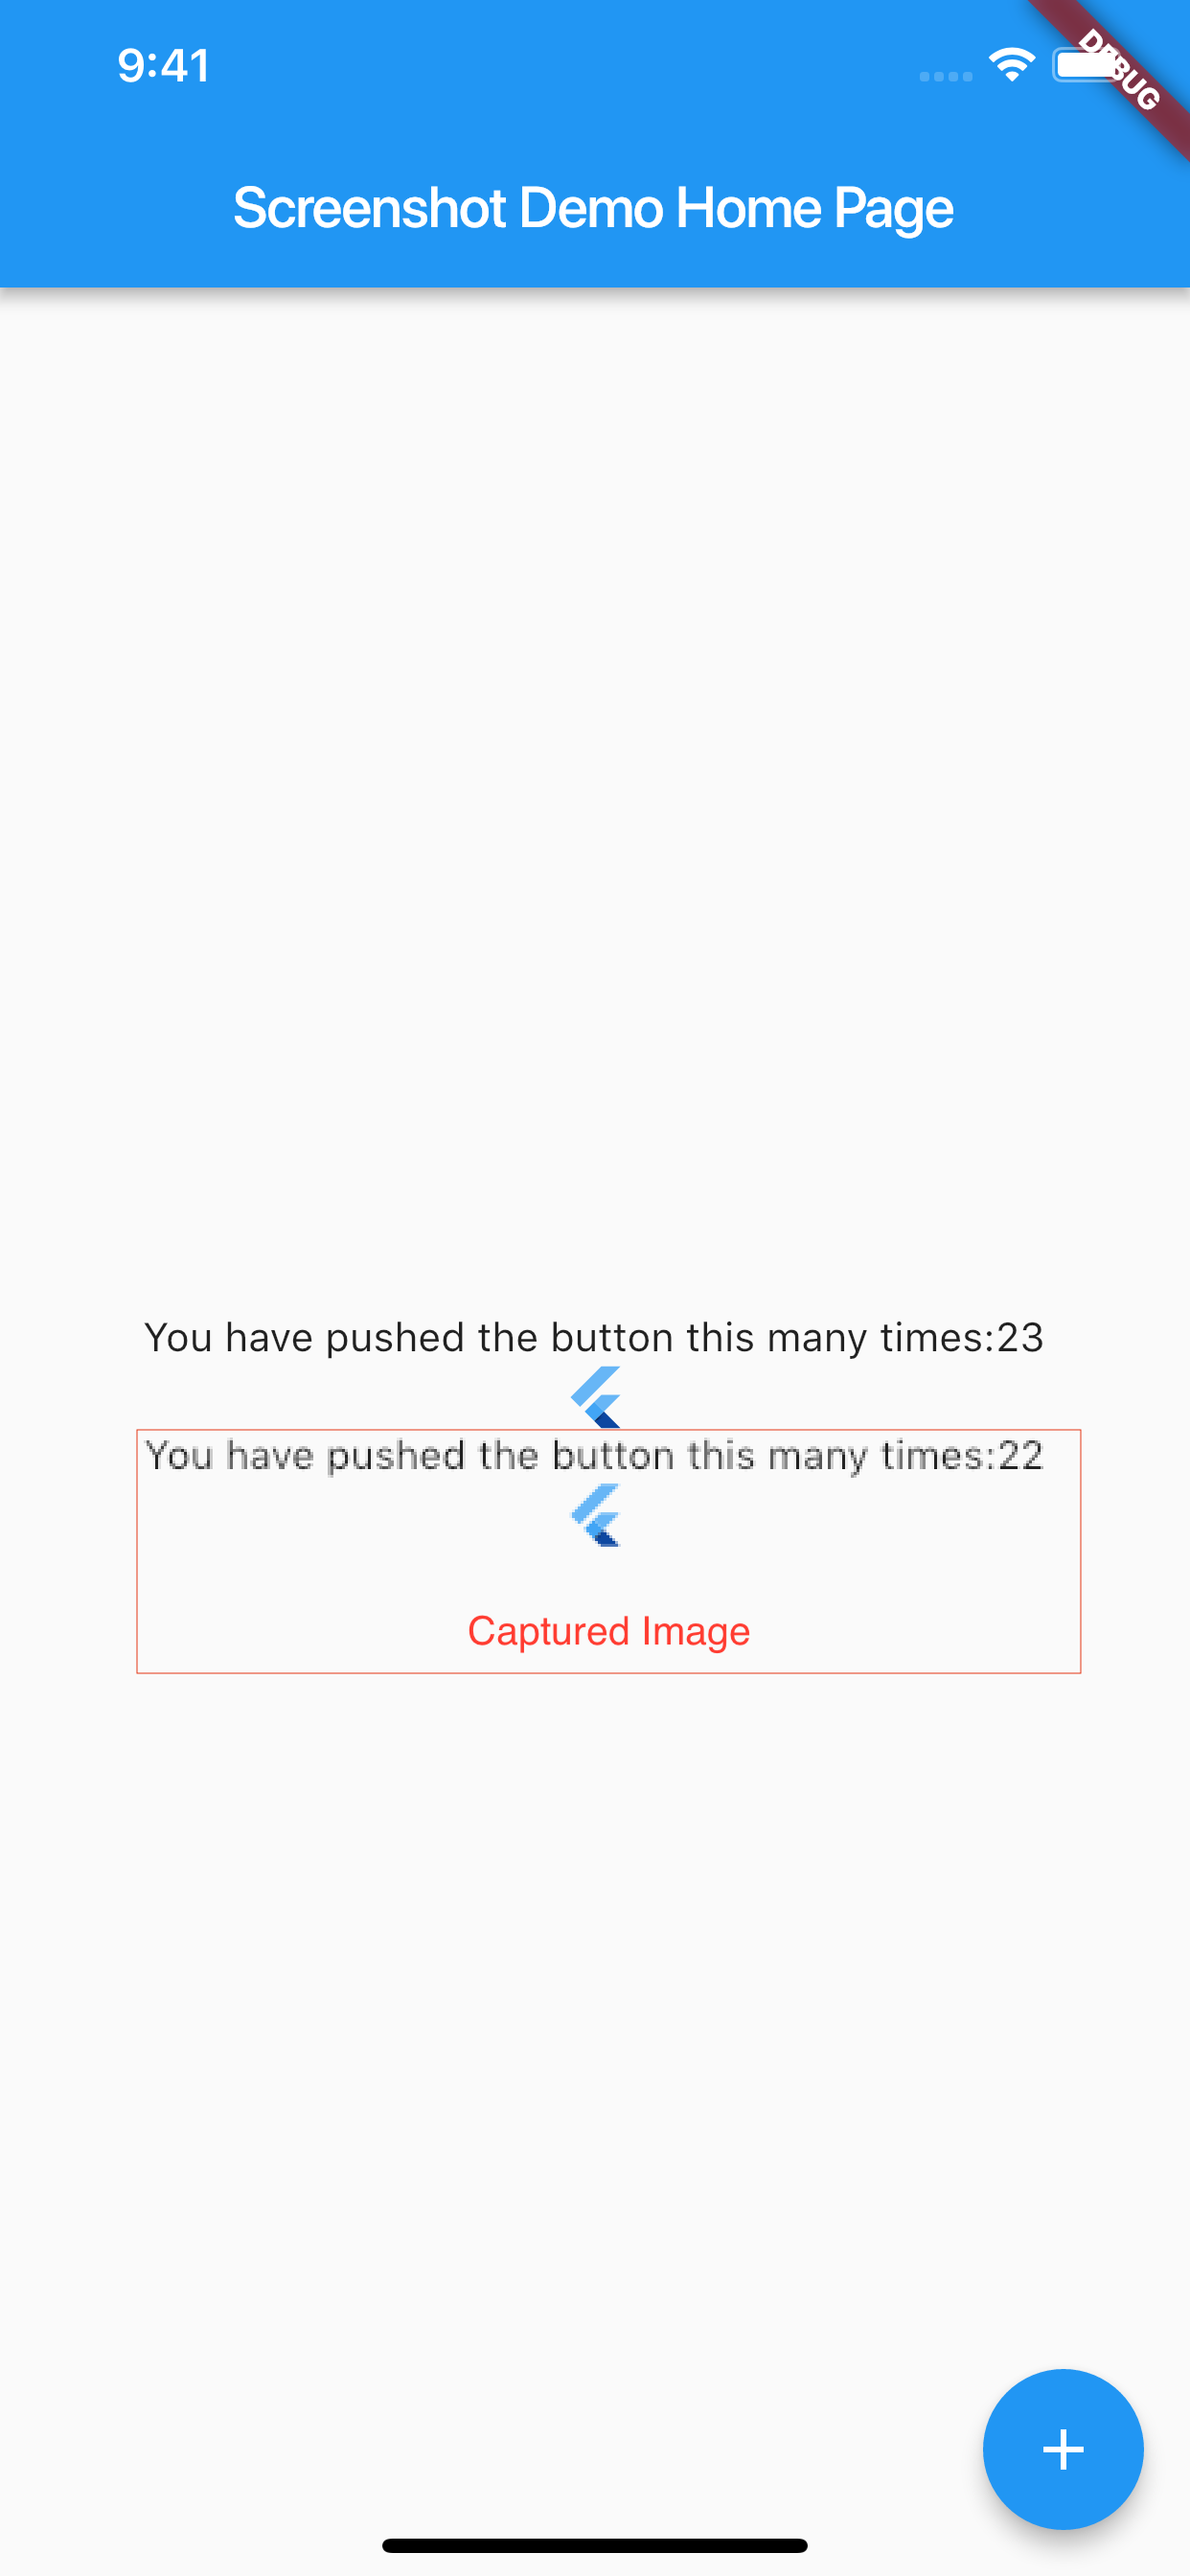 9:41
DEBUG
Screenshot Demo Home Page
You have pushed the button this many times:23
You have pushed the button this many times:22
Captured Image
+